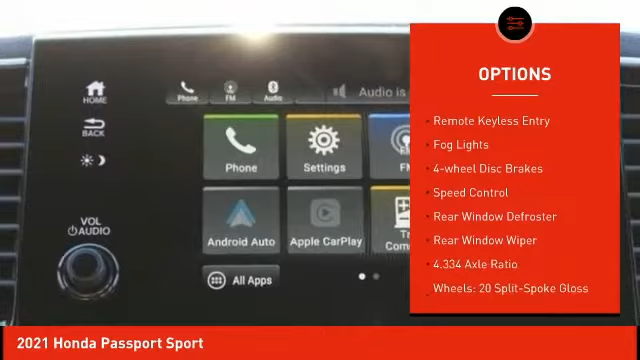 HOME
BACK
VOL
AUDIO
Phone
FM
Audio
Audio is
Phone
Settings
FM
Android Auto
Apple CarPlay
All Apps
OPTIONS
Remote Keyless Entry
Fog Lights
4-wheel Disc Brakes
Speed Control
Rear Window Defroster
Rear Window Wiper
4.334 Axle Ratio
Wheels: 20 Split-Spoke Gloss
2021 Honda Passport Sport